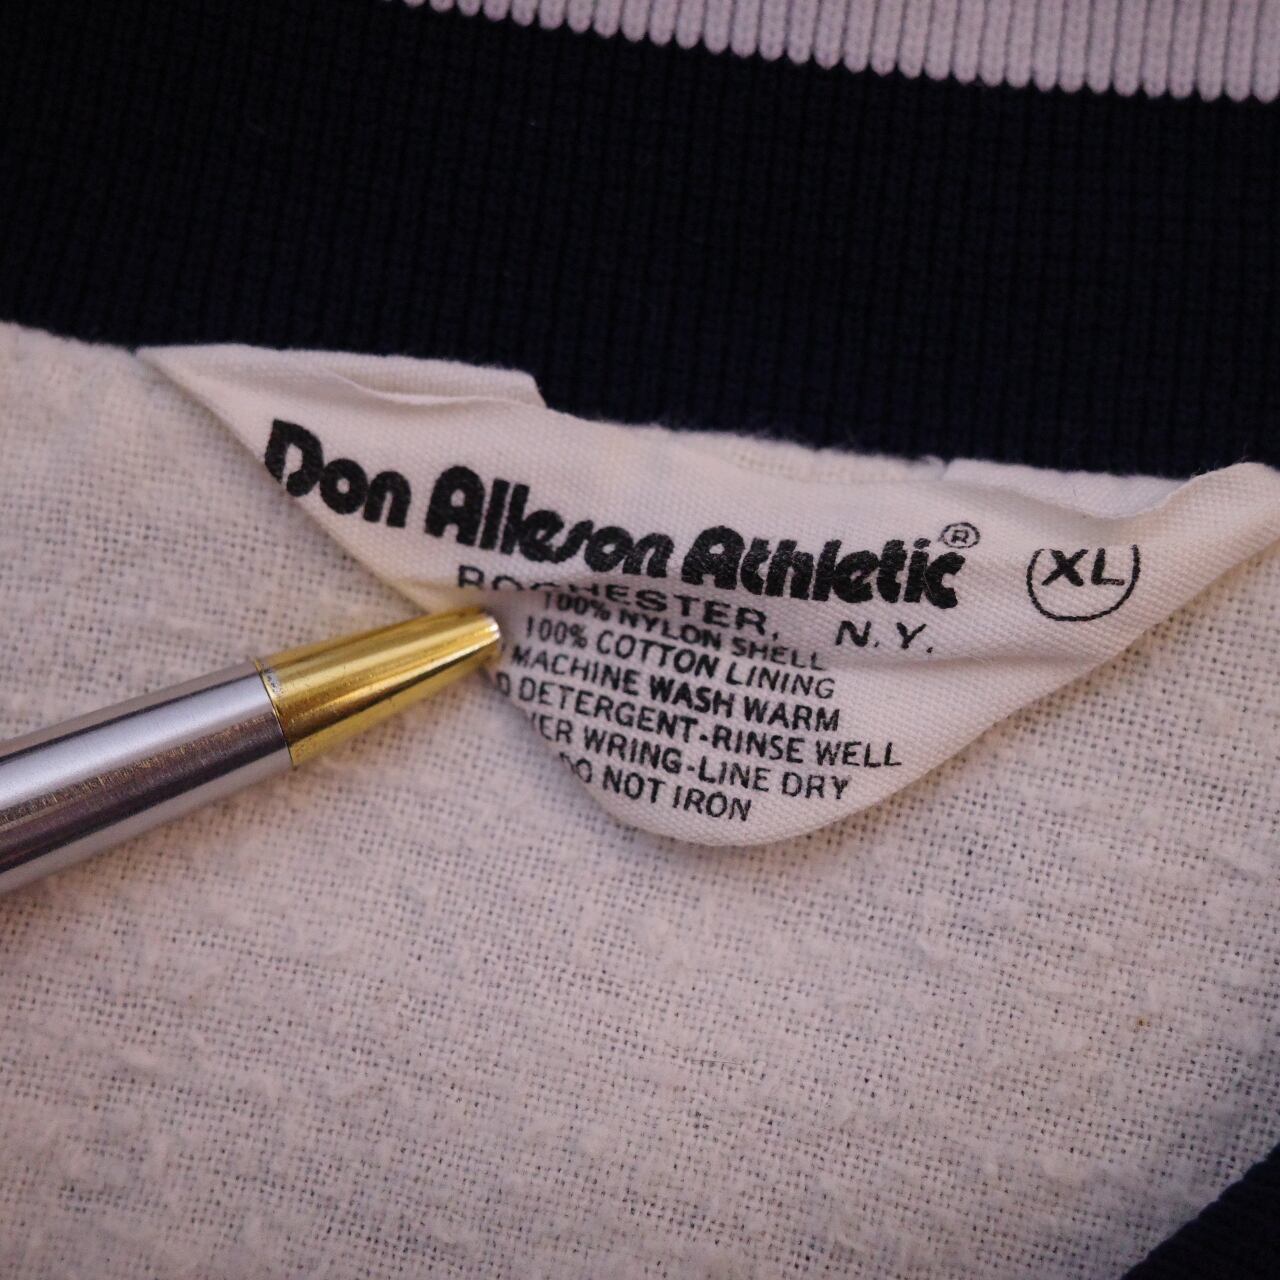 Don Alleson Athletic®
XL
ROCHESTER, N.Y.
100% NYLON SHELL
100% COTTON LINING
MACHINE WASH WARM
DETERGENT-RINSE WELL
WRING-LINE DRY
DO NOT IRON